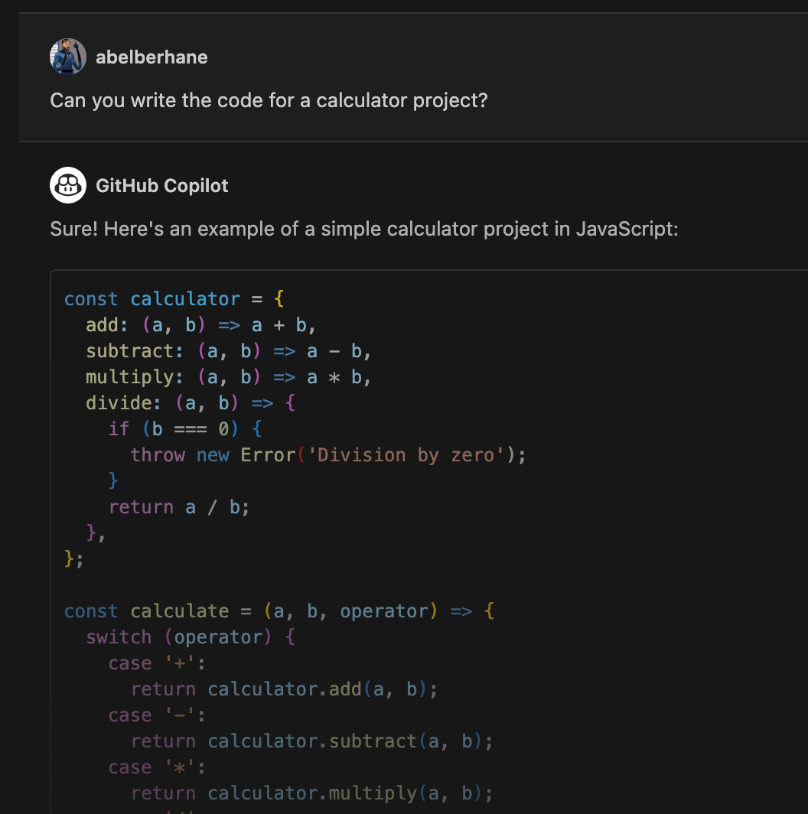 abelberhane
Can you write the code for a calculator project?
GitHub Copilot
Sure! Here's an example of a simple calculator project in JavaScript:
const calculator = {
  add: (a, b) => a + b,
  subtract: (a, b) => a - b,
  multiply: (a, b) => a * b,
  divide: (a, b) => {
    if (b === 0) {
      throw new Error('Division by zero');
    }
    return a / b;
  },
};

const calculate = (a, b, operator) => {
  switch (operator) {
    case '+':
      return calculator.add(a, b);
    case '-':
      return calculator.subtract(a, b);
    case '*':
      return calculator.multiply(a, b);